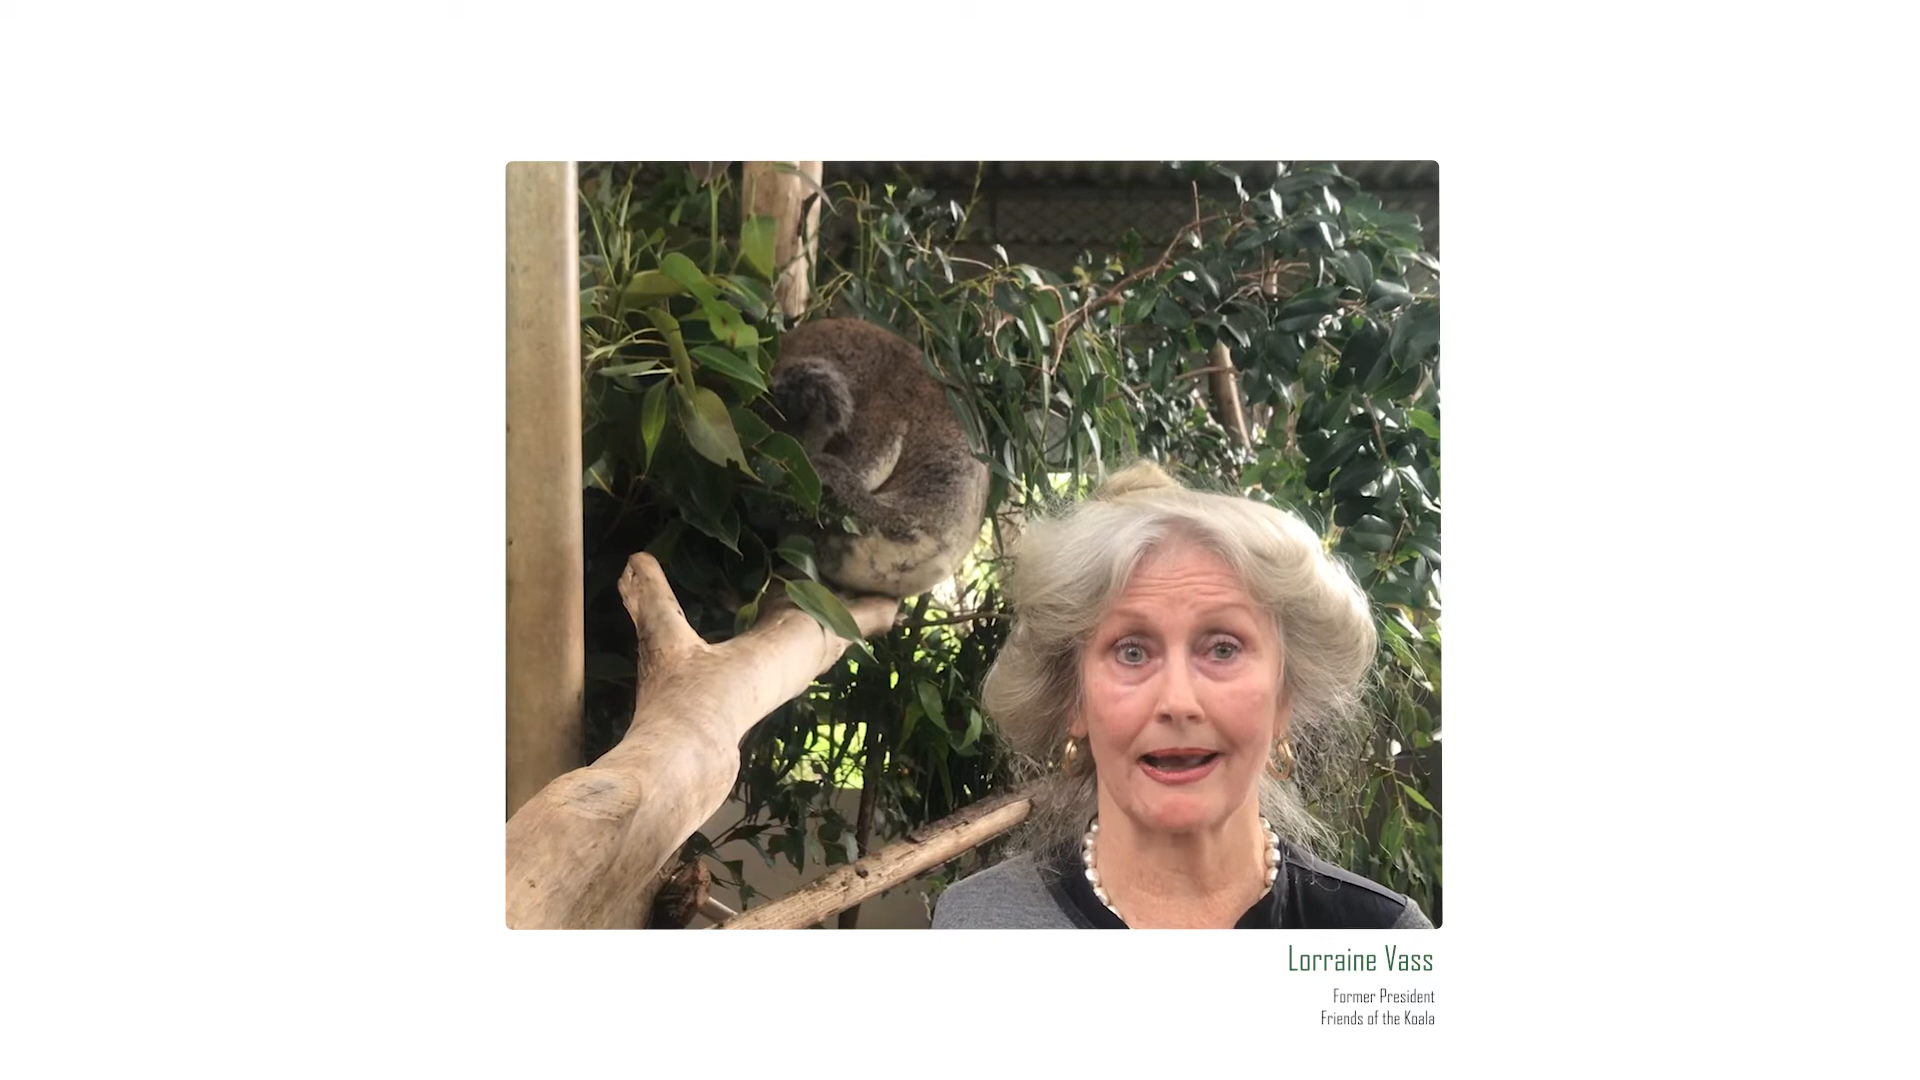 Lorraine Vass
Former President
Friends of the Koala